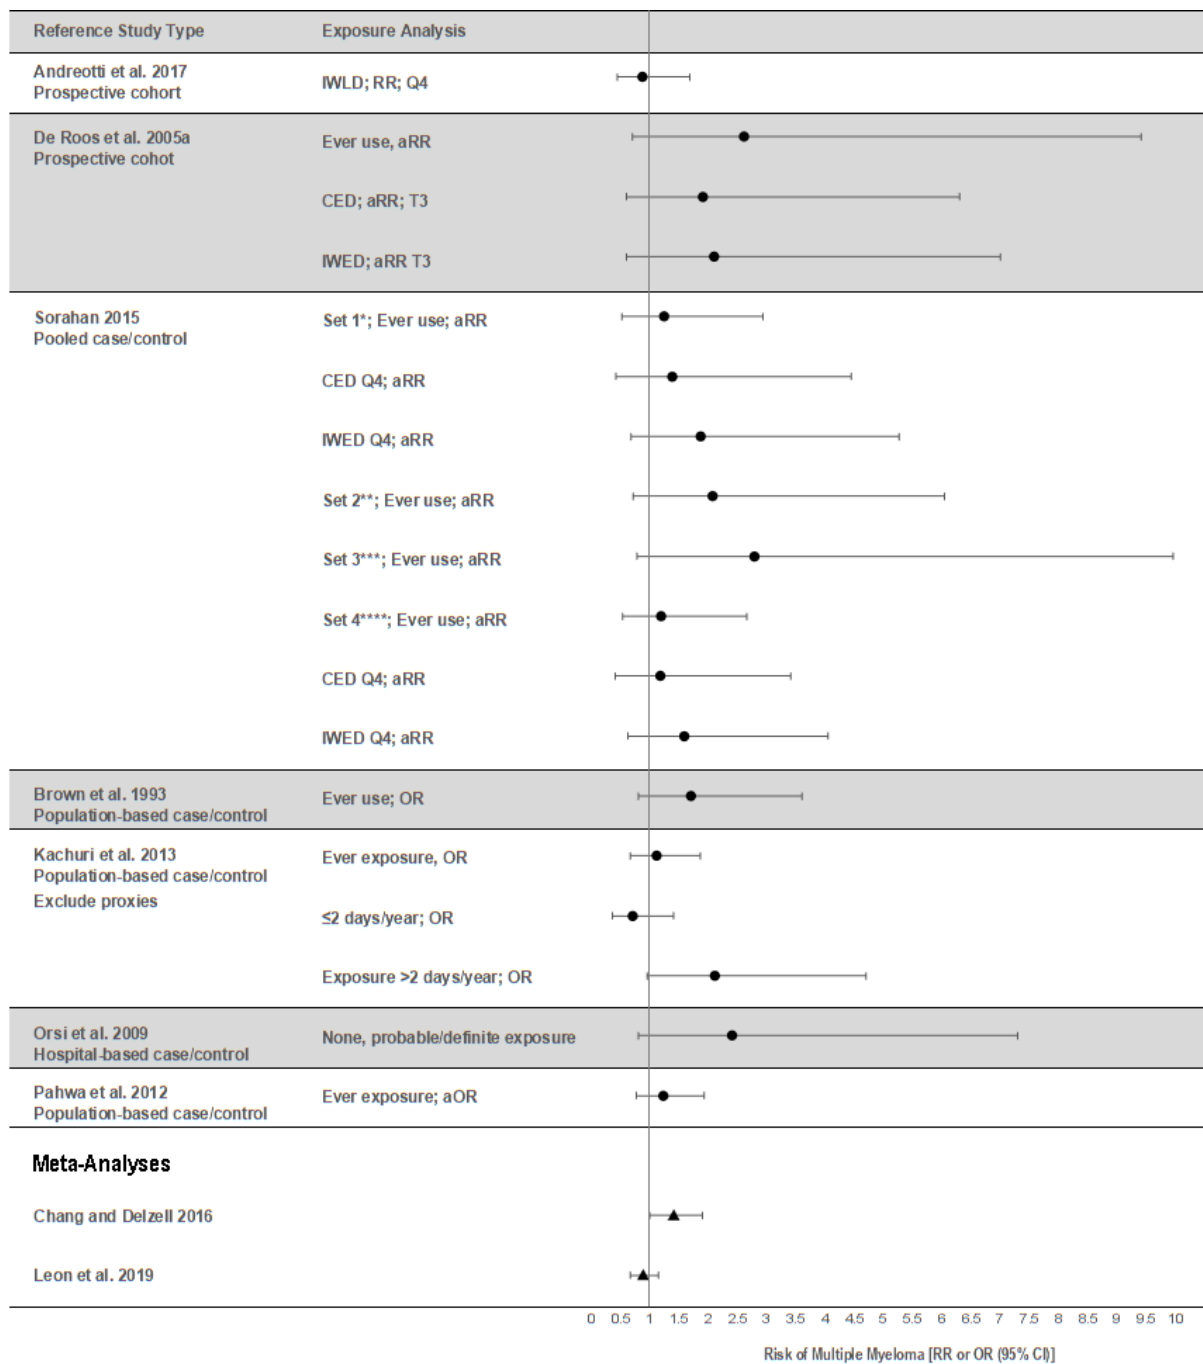 Reference Study Type Exposure Analysis
Andreotti et al. 2017
Prospective cohort
IWLD; RR; Q4
De Roos et al. 2005a
Prospective cohot
Ever use, aRR
CED; aRR; T3
IWED; aRR T3
Sorahan 2015
Pooled case/control
Set 1*; Ever use; aRR
CED Q4; aRR
IWED Q4; aRR
Set 2**; Ever use; aRR
Set 3***; Ever use; aRR
Set 4****; Ever use; aRR
CED Q4; aRR
IWED Q4; aRR
Brown et al. 1993
Population-based case/control
Ever use; OR
Kachuri et al. 2013
Population-based case/control
Exclude proxies
Ever exposure, OR
≤2 days/year; OR
Exposure >2 days/year; OR
Orsi et al. 2009
Hospital-based case/control
None, probable/definite exposure
Pahwa et al. 2012
Population-based case/control
Ever exposure; aOR
Meta-Analyses
Chang and Delzell 2016
Leon et al. 2019
0 0.5 1 1.5 2 2.5 3 3.5 4 4.5 5 5.5 6 6.5 7 7.5 8 8.5 9 9.5 10
Risk of Multiple Myeloma [RR or OR (95% CI)]